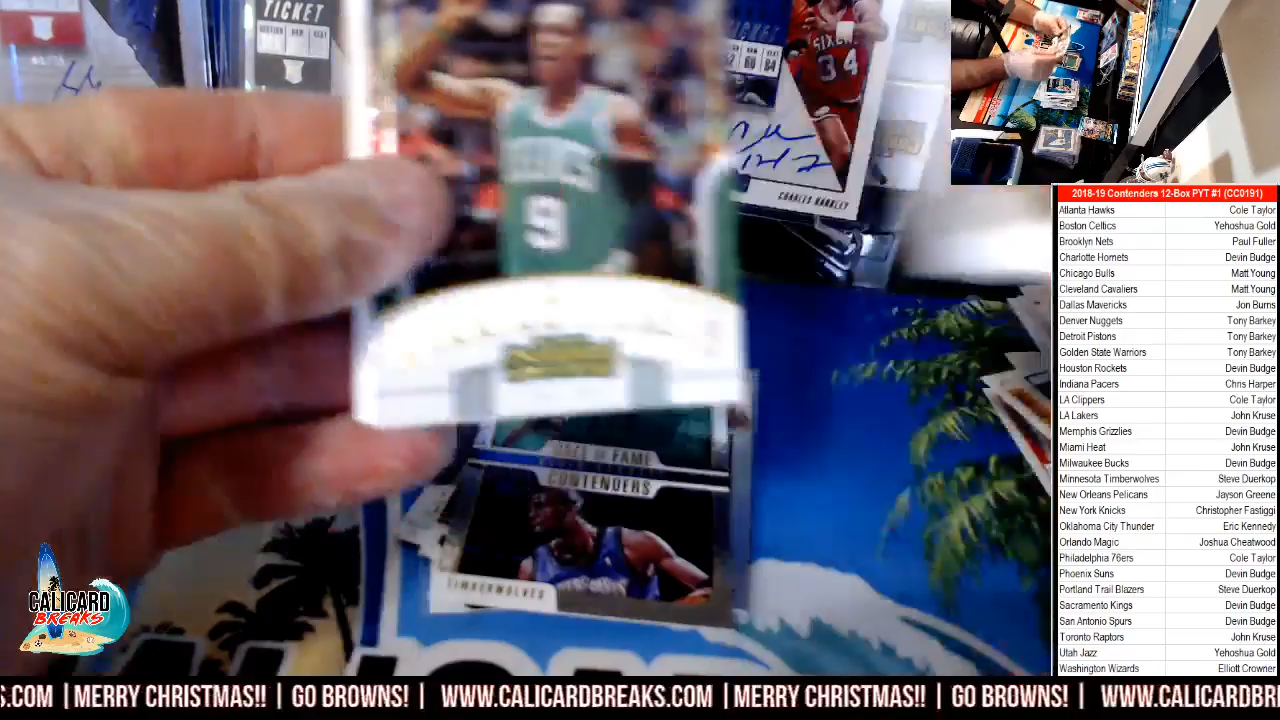 TICKET
SIXERS
34
60 84
CHARLES BARKLEY
CELTICS
9
HALL OF FAME
CONTENDERS
TIMBERWOLVES
CALICARD
BREAKS
2018-19 Contenders 12-Box PYT #1 (CC0191)
Atlanta Hawks Cole Taylor
Boston Celtics Yehoshua Gold
Brooklyn Nets Paul Fuller
Charlotte Hornets Devin Budge
Chicago Bulls Matt Young
Cleveland Cavaliers Matt Young
Dallas Mavericks Jon Burns
Denver Nuggets Tony Barkey
Detroit Pistons Tony Barkey
Golden State Warriors Tony Barkey
Houston Rockets Devin Budge
Indiana Pacers Chris Harper
LA Clippers Cole Taylor
LA Lakers John Kruse
Memphis Grizzlies Devin Budge
Miami Heat John Kruse
Milwaukee Bucks Devin Budge
Minnesota Timberwolves Steve Duerkop
New Orleans Pelicans Jayson Greene
New York Knicks Christopher Fastiggi
Oklahoma City Thunder Eric Kennedy
Orlando Magic Joshua Cheatwood
Philadelphia 76ers Cole Taylor
Phoenix Suns Devin Budge
Portland Trail Blazers Steve Duerkop
Sacramento Kings Devin Budge
San Antonio Spurs Devin Budge
Toronto Raptors John Kruse
Utah Jazz Yehoshua Gold
Washington Wizards Elliott Crowner
S.COM | MERRY CHRISTMAS!! | GO BROWNS! | WWW.CALICARDBREAKS.COM | MERRY CHRISTMAS!! | GO BROWNS! | WWW.CALICARDBR